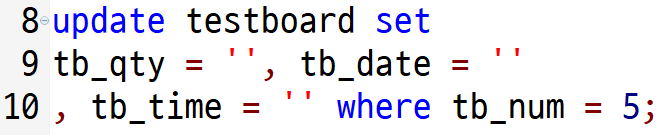 8 update testboard set
9 tb_qty = '', tb_date = ''
10 , tb_time = '' where tb_num = 5;